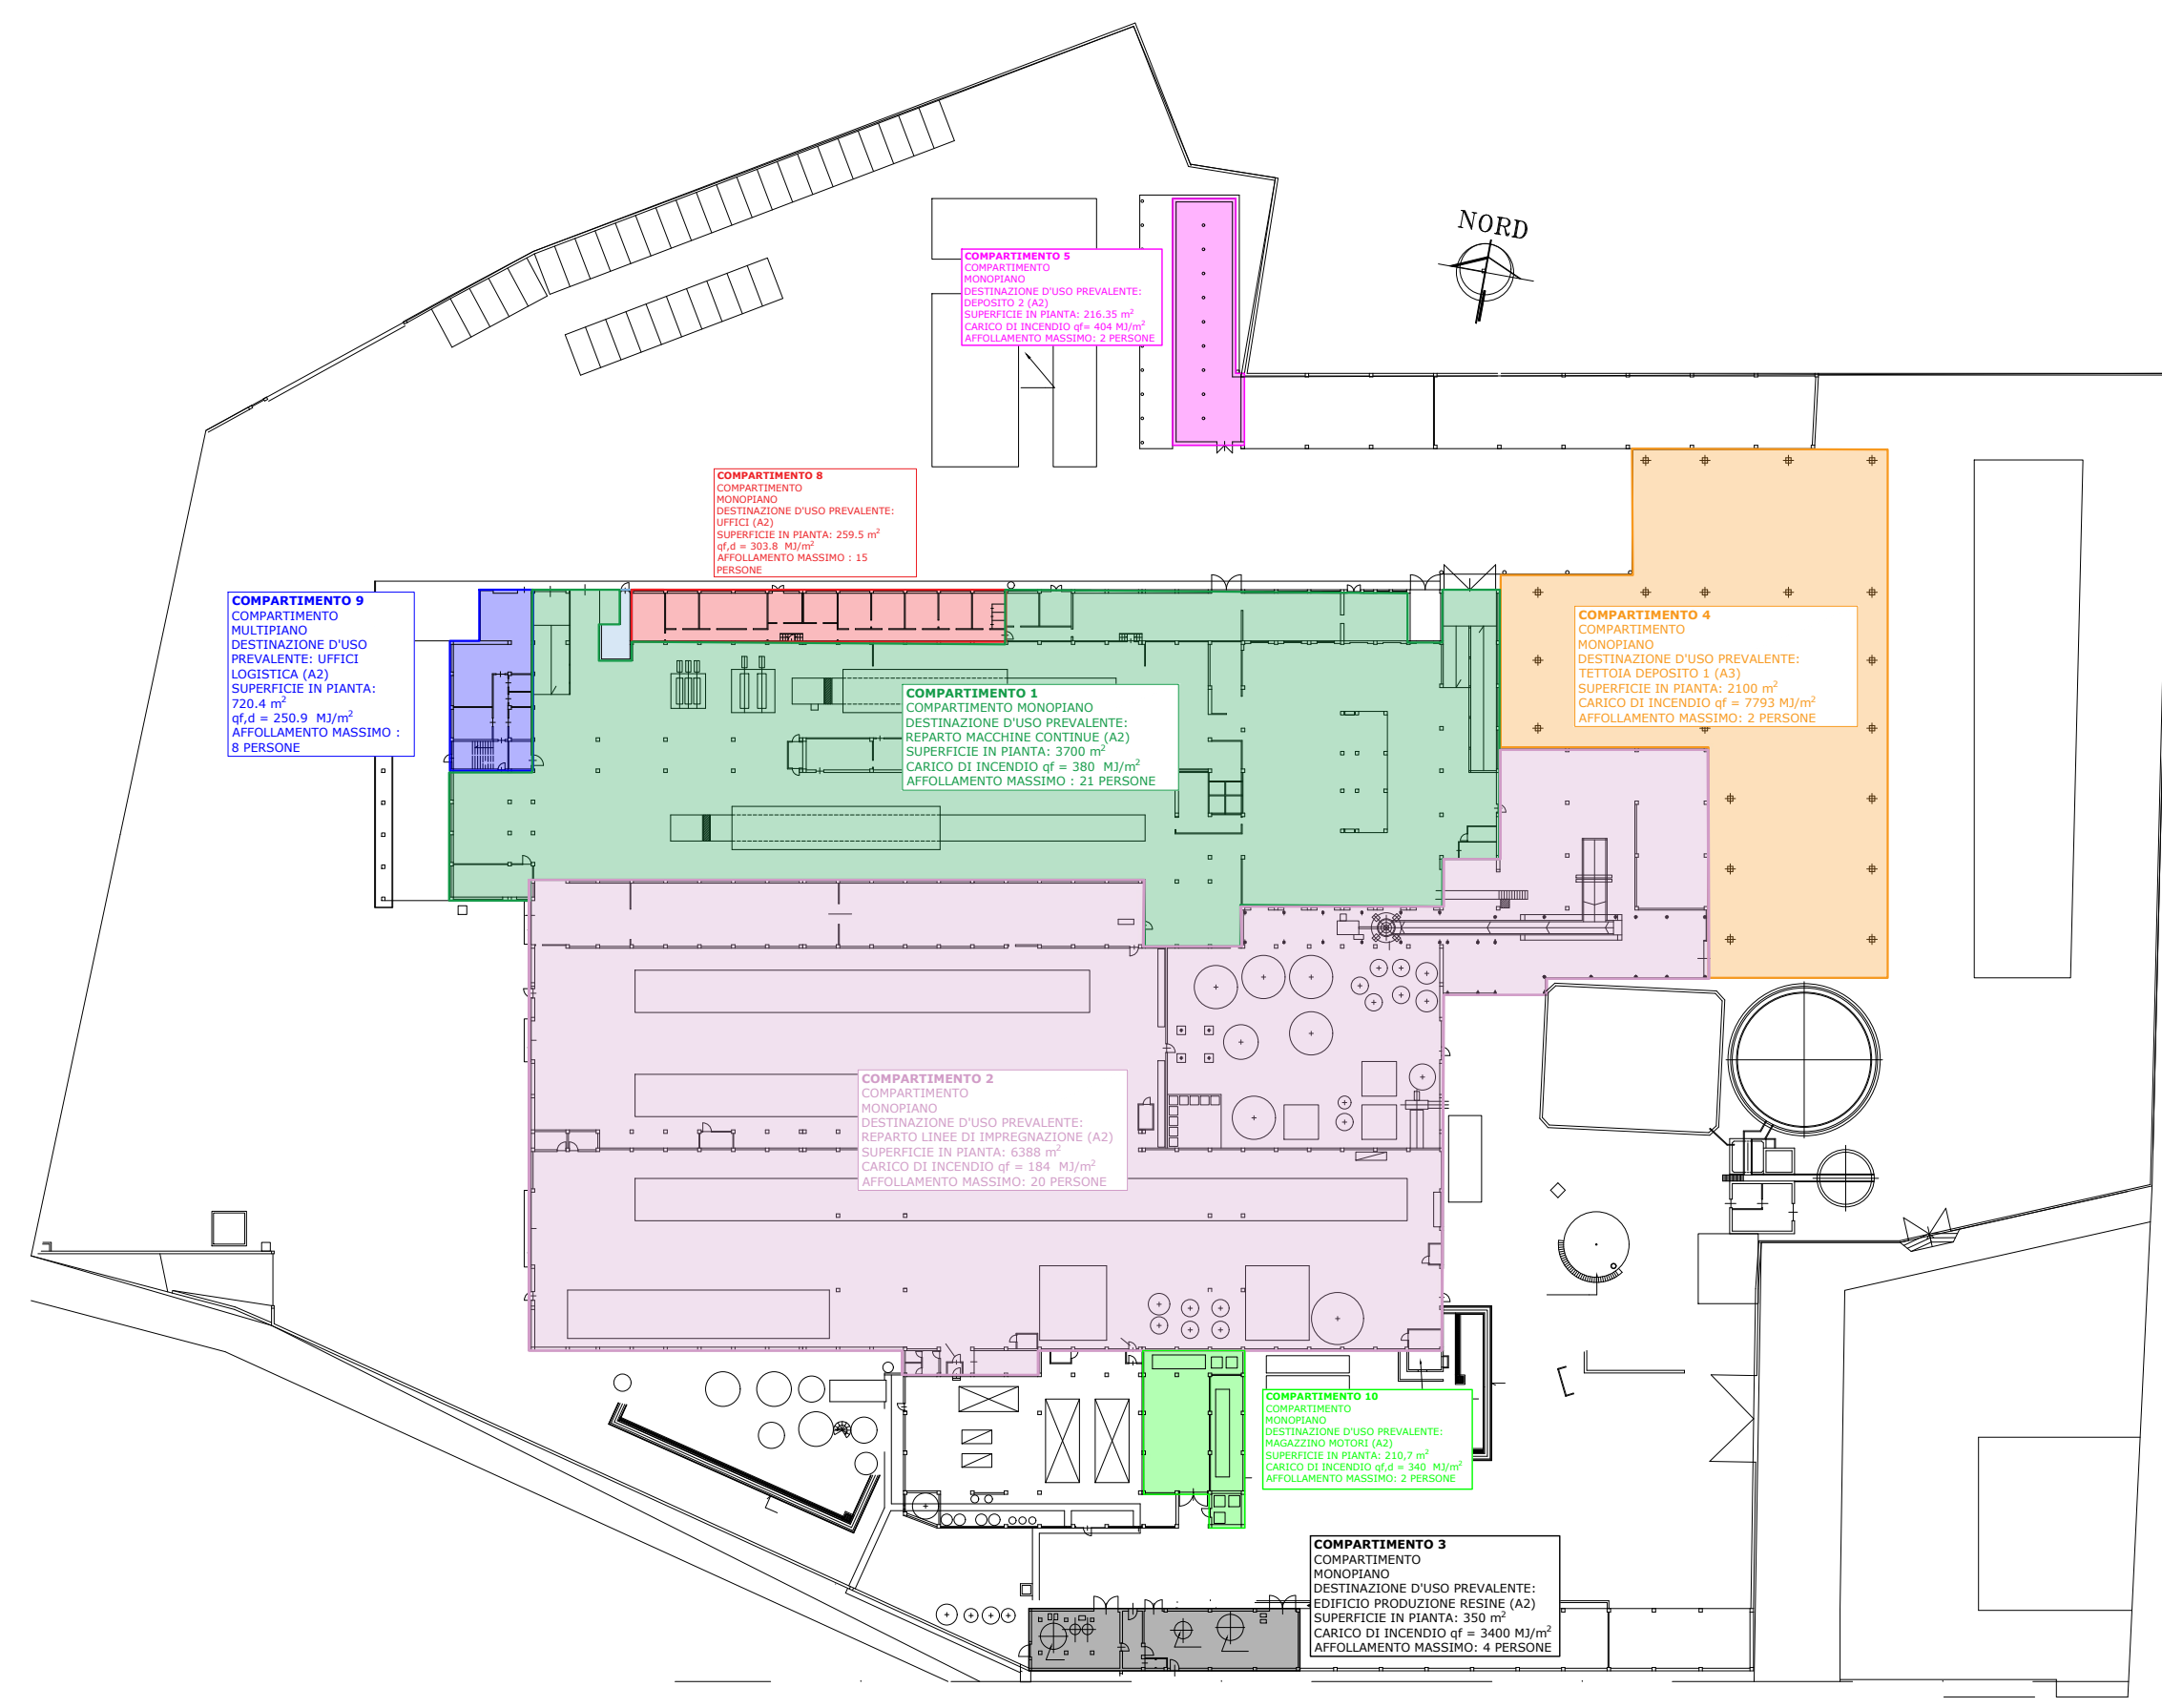 NORD
COMPARTIMENTO 5
COMPARTIMENTO
MONOPIANO
DESTINAZIONE D'USO PREVALENTE:
DEPOSITO 2 (A2)
SUPERFICIE IN PIANTA: 216.35 m²
CARICO DI INCENDIO qf= 404 MJ/m²
AFFOLLAMENTO MASSIMO: 2 PERSONE
COMPARTIMENTO 8
COMPARTIMENTO
MONOPIANO
DESTINAZIONE D'USO PREVALENTE:
UFFICI (A2)
SUPERFICIE IN PIANTA: 259.5 m²
qf,d = 303.8 MJ/m²
AFFOLLAMENTO MASSIMO : 15
PERSONE
COMPARTIMENTO 9
COMPARTIMENTO
MULTIPIANO
DESTINAZIONE D'USO
PREVALENTE: UFFICI
LOGISTICA (A2)
SUPERFICIE IN PIANTA:
720.4 m²
qf,d = 250.9 MJ/m²
AFFOLLAMENTO MASSIMO :
8 PERSONE
COMPARTIMENTO 4
COMPARTIMENTO
MONOPIANO
DESTINAZIONE D'USO PREVALENTE:
TETTOIA DEPOSITO 1 (A3)
SUPERFICIE IN PIANTA: 2100 m²
CARICO DI INCENDIO qf = 7793 MJ/m²
AFFOLLAMENTO MASSIMO: 2 PERSONE
COMPARTIMENTO 1
COMPARTIMENTO MONOPIANO
DESTINAZIONE D'USO PREVALENTE:
REPARTO MACCHINE CONTINUE (A2)
SUPERFICIE IN PIANTA: 3700 m²
CARICO DI INCENDIO qf = 380 MJ/m²
AFFOLLAMENTO MASSIMO : 21 PERSONE
COMPARTIMENTO 2
COMPARTIMENTO
MONOPIANO
DESTINAZIONE D'USO PREVALENTE:
REPARTO LINEE DI IMPREGNAZIONE (A2)
SUPERFICIE IN PIANTA: 6388 m²
CARICO DI INCENDIO qf = 184 MJ/m²
AFFOLLAMENTO MASSIMO: 20 PERSONE
COMPARTIMENTO 10
COMPARTIMENTO
MONOPIANO
DESTINAZIONE D'USO PREVALENTE:
MAGAZZINO MOTORI (A2)
SUPERFICIE IN PIANTA: 210,7 m²
CARICO DI INCENDIO qf,d = 340 MJ/m²
AFFOLLAMENTO MASSIMO: 2 PERSONE
COMPARTIMENTO 3
COMPARTIMENTO
MONOPIANO
DESTINAZIONE D'USO PREVALENTE:
EDIFICIO PRODUZIONE RESINE (A2)
SUPERFICIE IN PIANTA: 350 m²
CARICO DI INCENDIO qf = 3400 MJ/m²
AFFOLLAMENTO MASSIMO: 4 PERSONE